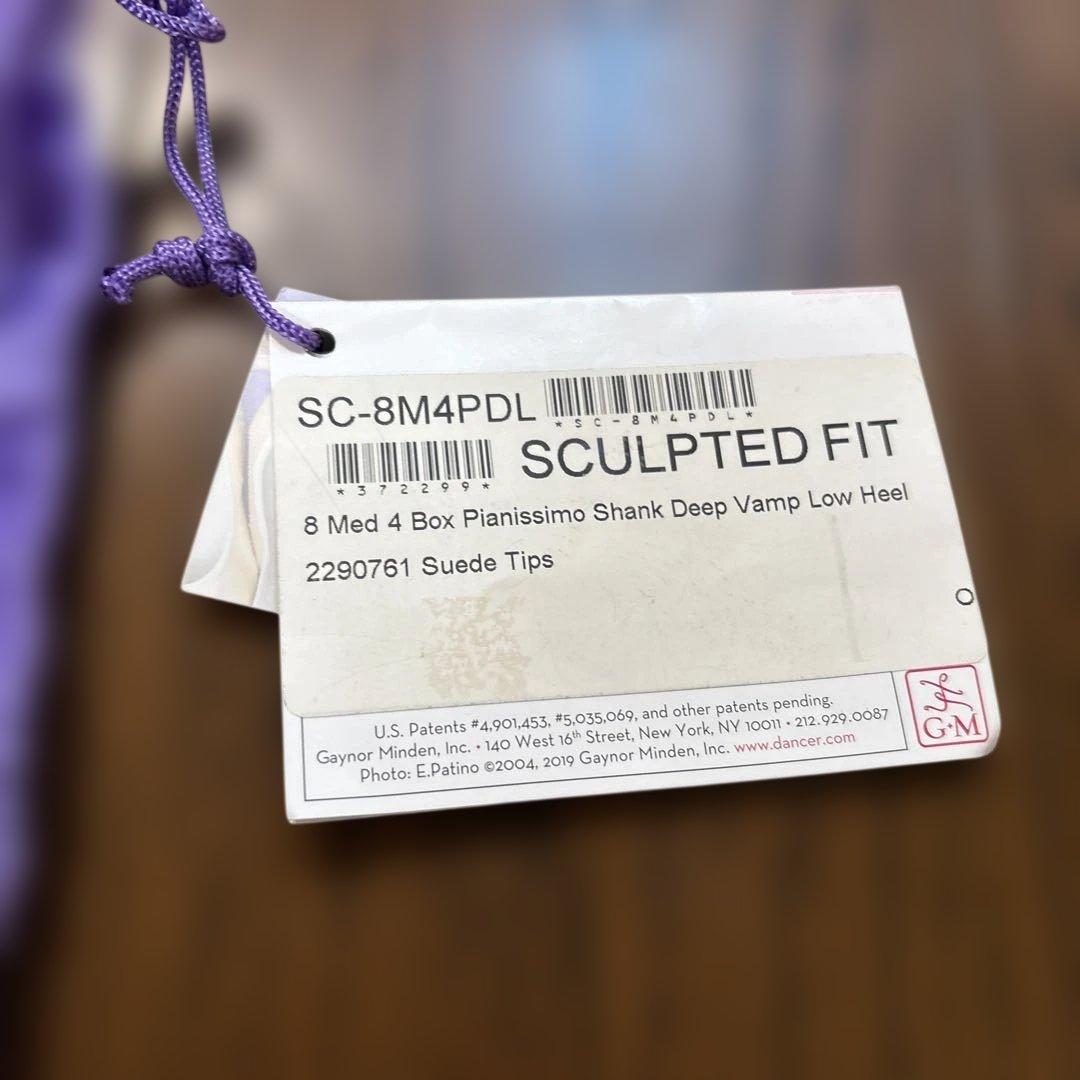 SC-8M4PDL
*SC-8M4PDL*
*372299*
SCULPTED FIT
8 Med 4 Box Pianissimo Shank Deep Vamp Low Heel
2290761 Suede Tips
U.S. Patents #4,901,453, #5,035,069, and other patents pending.
Gaynor Minden, Inc. • 140 West 16th Street, New York, NY 10011 • 212.929.0087
Photo: E.Patino ©2004, 2019 Gaynor Minden, Inc. www.dancer.com
G•M